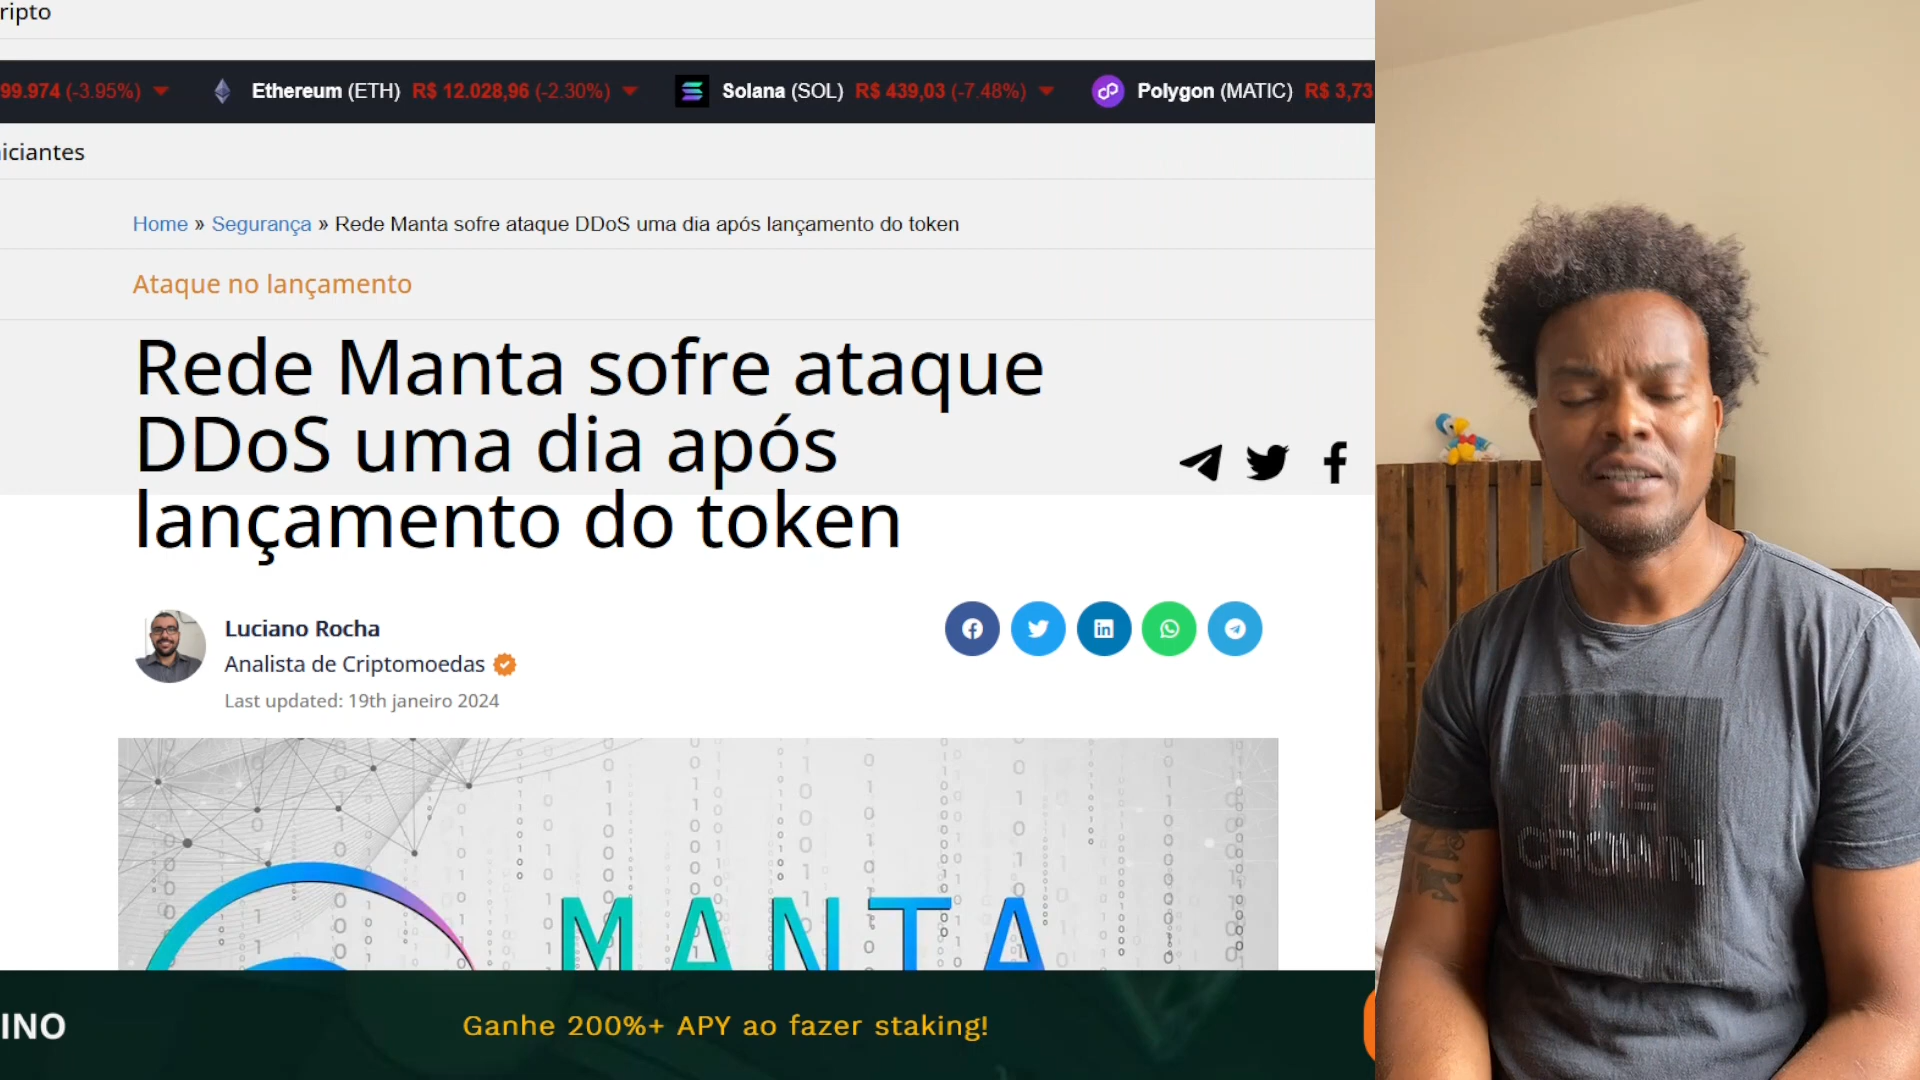 ripto
99.974 (-3.95%) Ethereum (ETH) R$ 12.028,96 (-2.30%) Solana (SOL) R$ 439,03 (-7.48%) Polygon (MATIC) R$ 3,73
iciantes
Home » Segurança » Rede Manta sofre ataque DDoS uma dia após lançamento do token
Ataque no lançamento
Rede Manta sofre ataque
DDoS uma dia após
lançamento do token
Luciano Rocha
Analista de Criptomoedas
Last updated: 19th janeiro 2024
MANTA
INO
Ganhe 200%+ APY ao fazer staking!
THE
CROWN